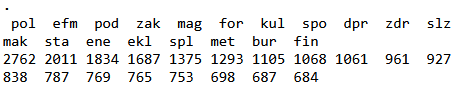 .
pol efm pod zak mag for kul spo dpr zdr slz
mak sta ene ekl spl met bur fin
2762 2011 1834 1687 1375 1293 1105 1068 1061 961 927
838 787 769 765 753 698 687 684